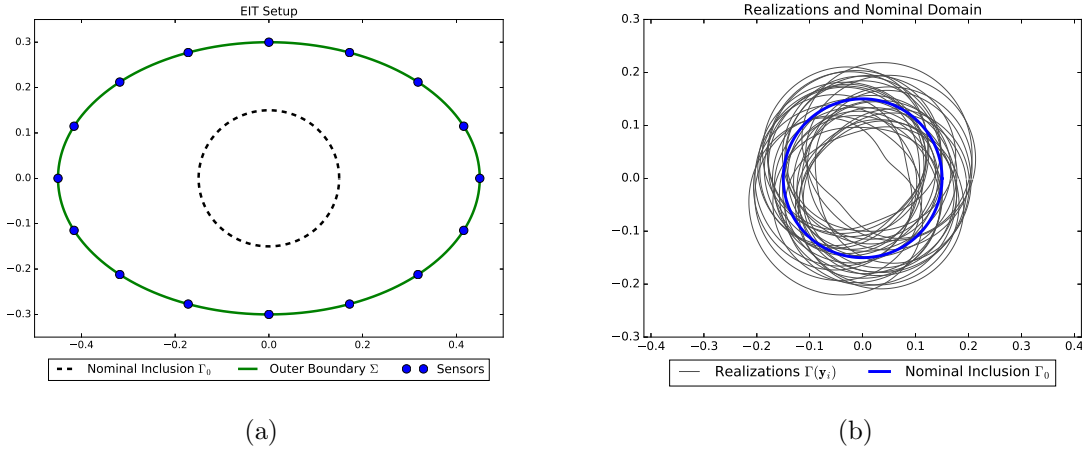 EIT Setup
0.3
0.2
0.1
0.0
−0.1
−0.2
−0.3
−0.4 −0.2 0.0 0.2 0.4
Nominal Inclusion Γ₀ Outer Boundary Σ Sensors
(a)
Realizations and Nominal Domain
0.3
0.2
0.1
0.0
−0.1
−0.2
−0.3
−0.4 −0.3 −0.2 −0.1 0.0 0.1 0.2 0.3 0.4
Realizations Γ(𝐲ᵢ) Nominal Inclusion Γ₀
(b)